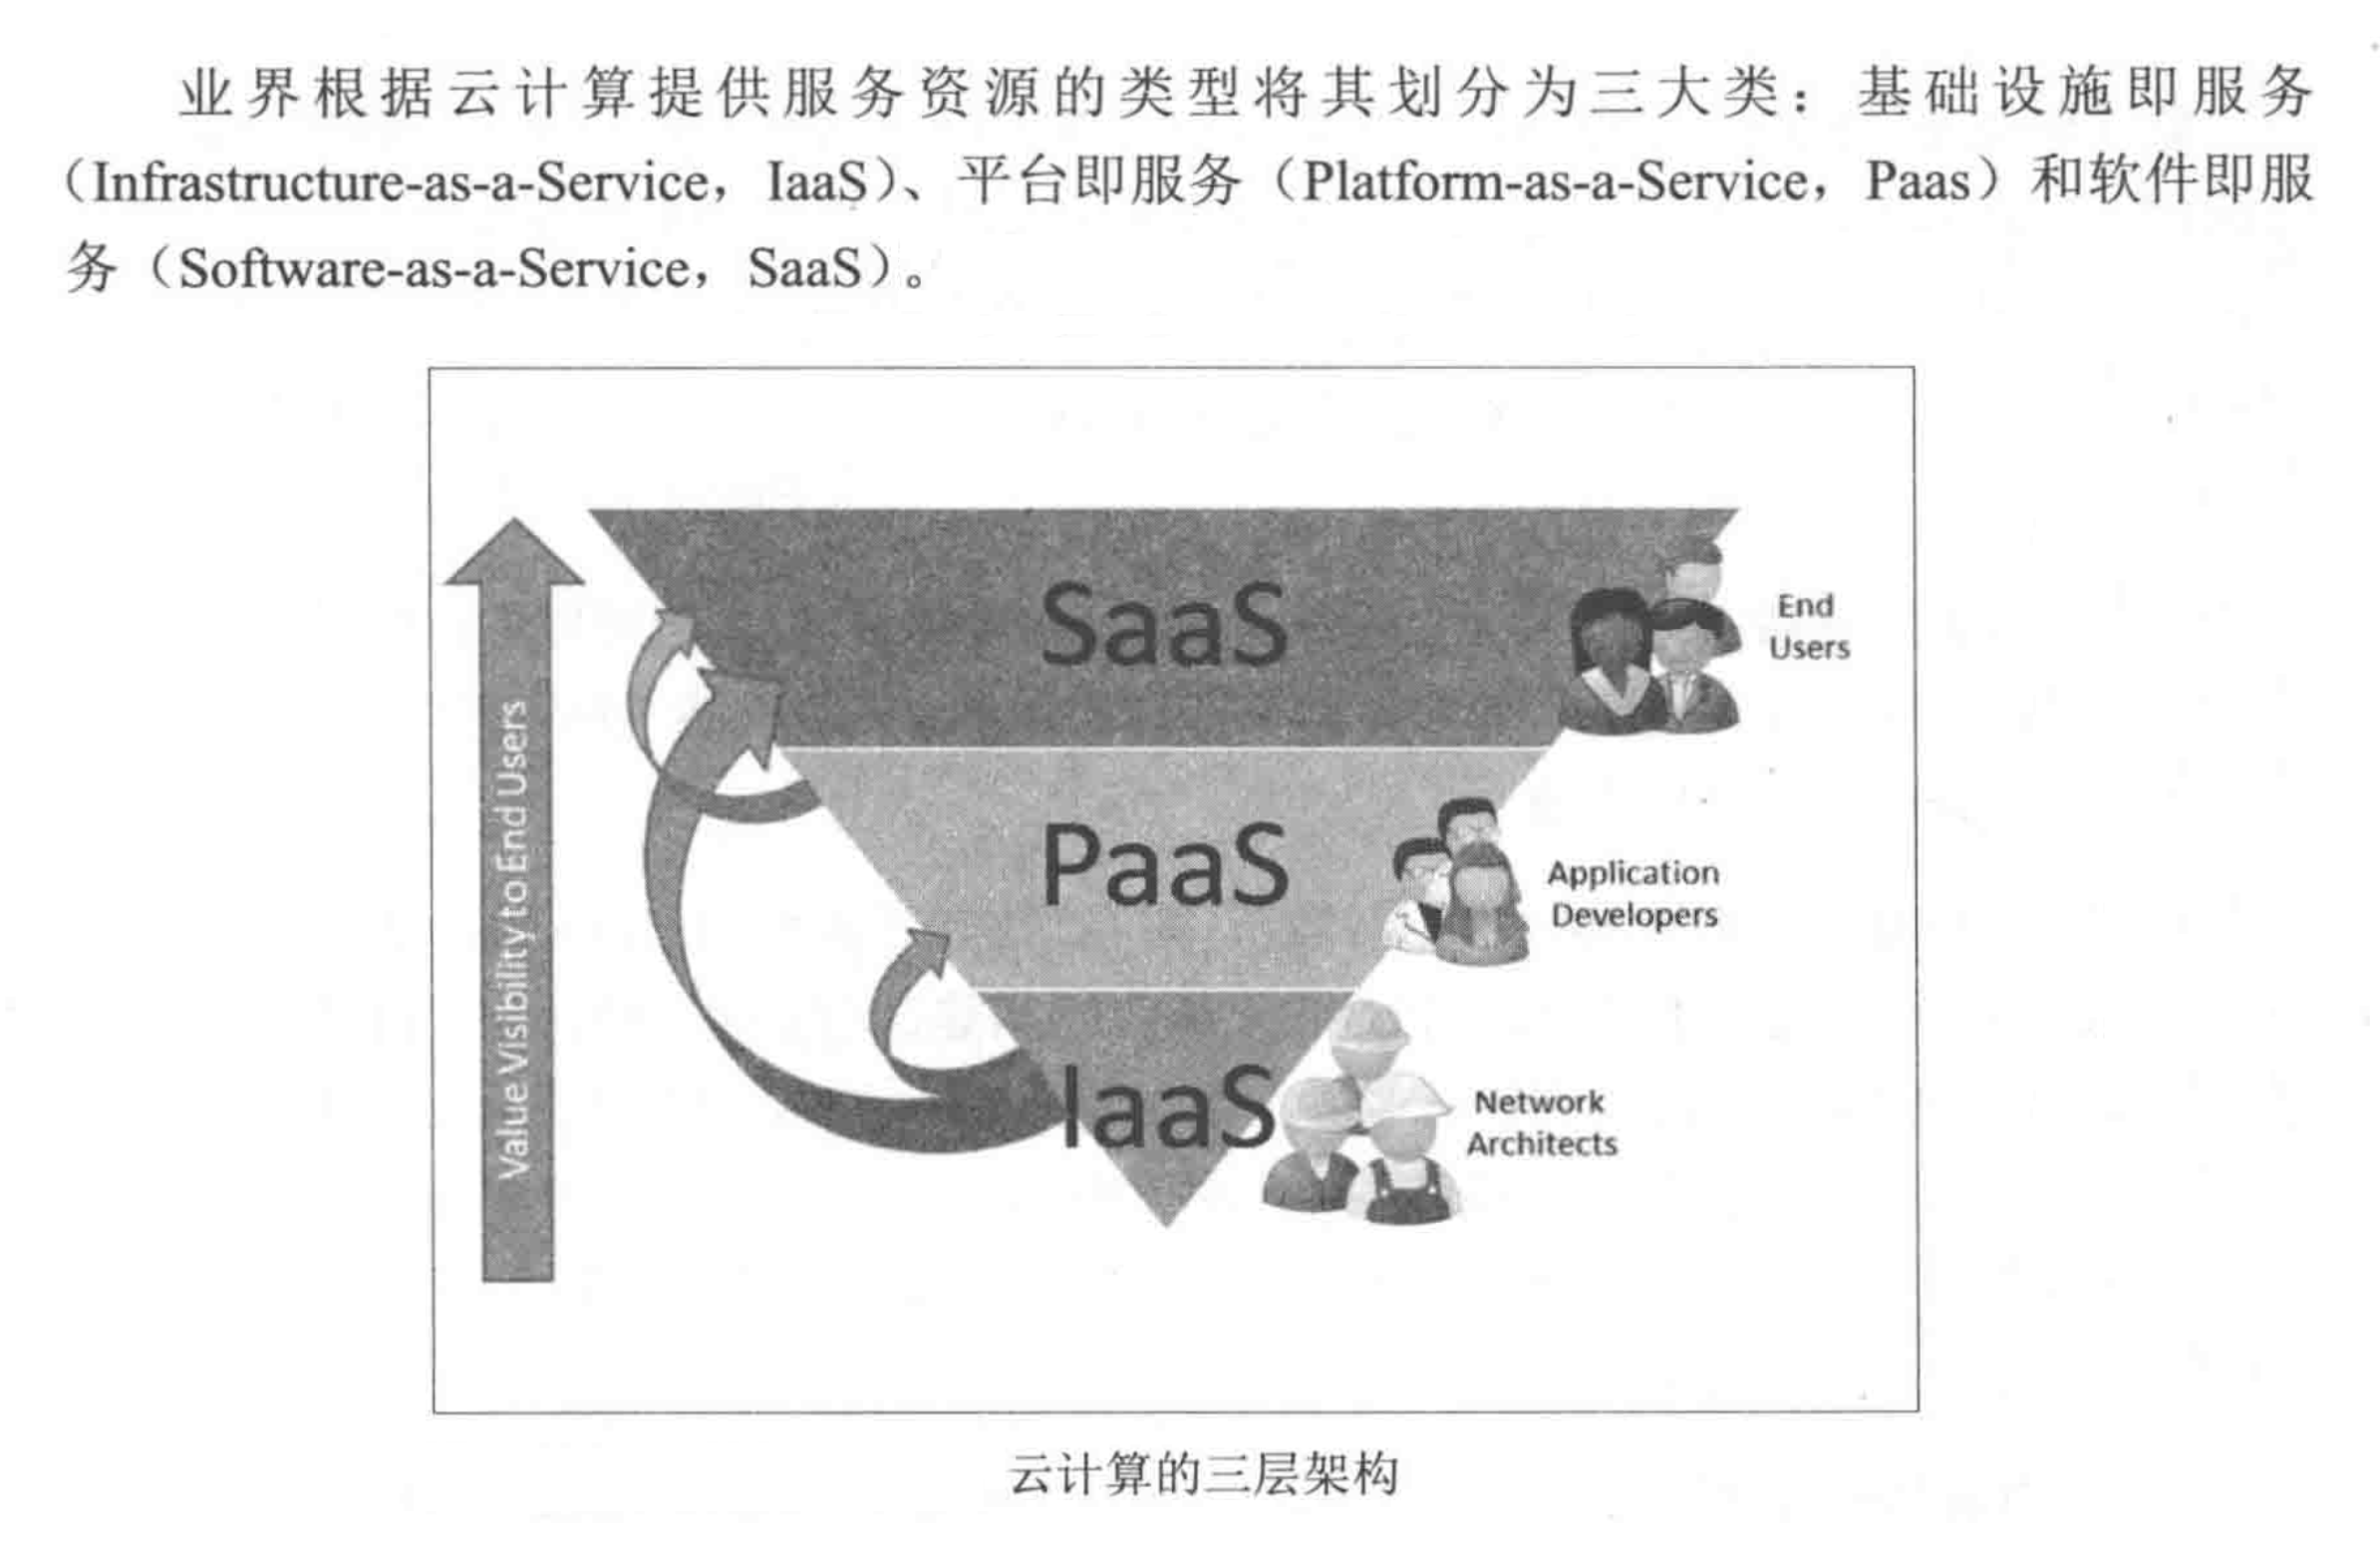 业界根据云计算提供服务资源的类型将其划分为三大类：基础设施即服务
（Infrastructure-as-a-Service，IaaS）、平台即服务（Platform-as-a-Service，Paas）和软件即服
务（Software-as-a-Service，SaaS）。
Value Visibility to End Users
SaaS
End
Users
PaaS
Application
Developers
IaaS
Network
Architects
云计算的三层架构